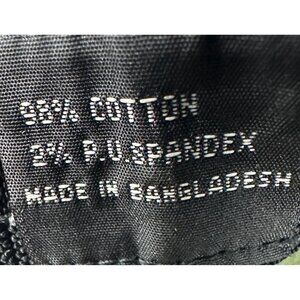 98% COTTON
2% P.U.SPANDEX
MADE IN BANGLADESH